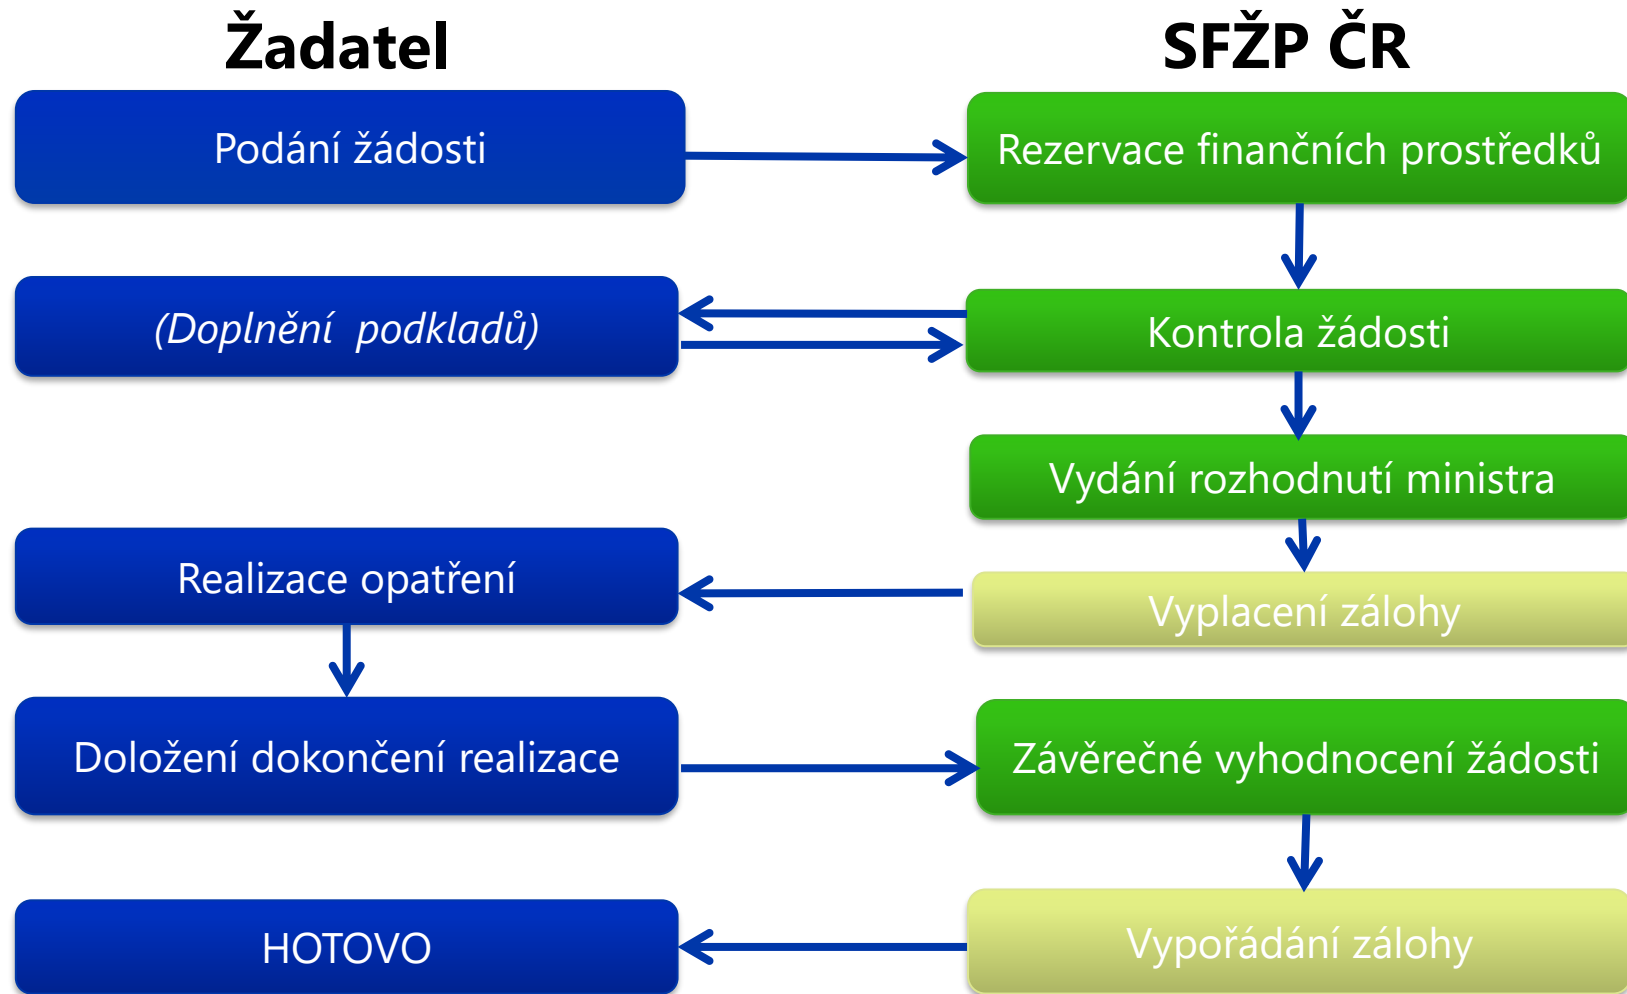 Žadatel
SFŽP ČR
Podání žádosti
Rezervace finančních prostředků
(Doplnění  podkladů)
Kontrola žádosti
Vydání rozhodnutí ministra
Realizace opatření
Vyplacení zálohy
Doložení dokončení realizace
Závěrečné vyhodnocení žádosti
HOTOVO
Vypořádání zálohy